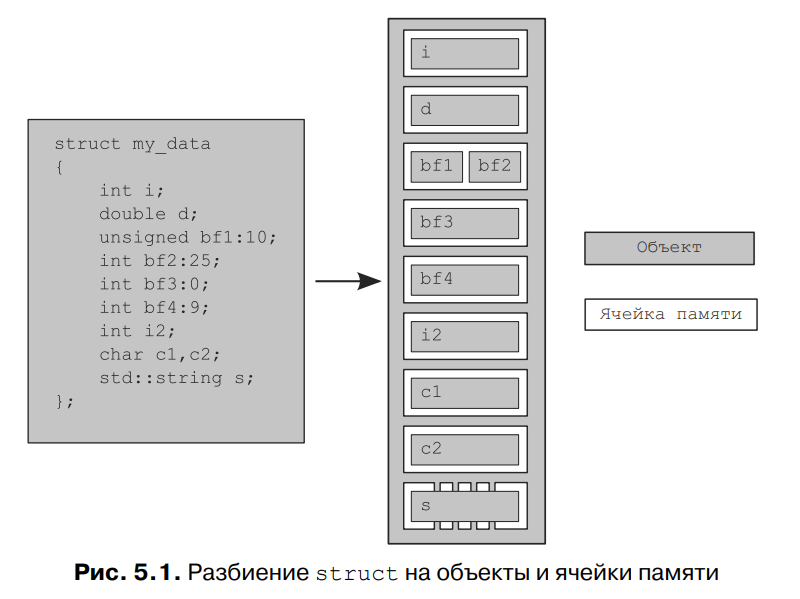 struct my_data
{
int i;
double d;
unsigned bf1:10;
int bf2:25;
int bf3:0;
int bf4:9;
int i2;
char c1,c2;
std::string s;
};
i
d
bf1 bf2
bf3
bf4
i2
c1
c2
s
Объект
Ячейка памяти
Рис. 5.1. Разбиение struct на объекты и ячейки памяти